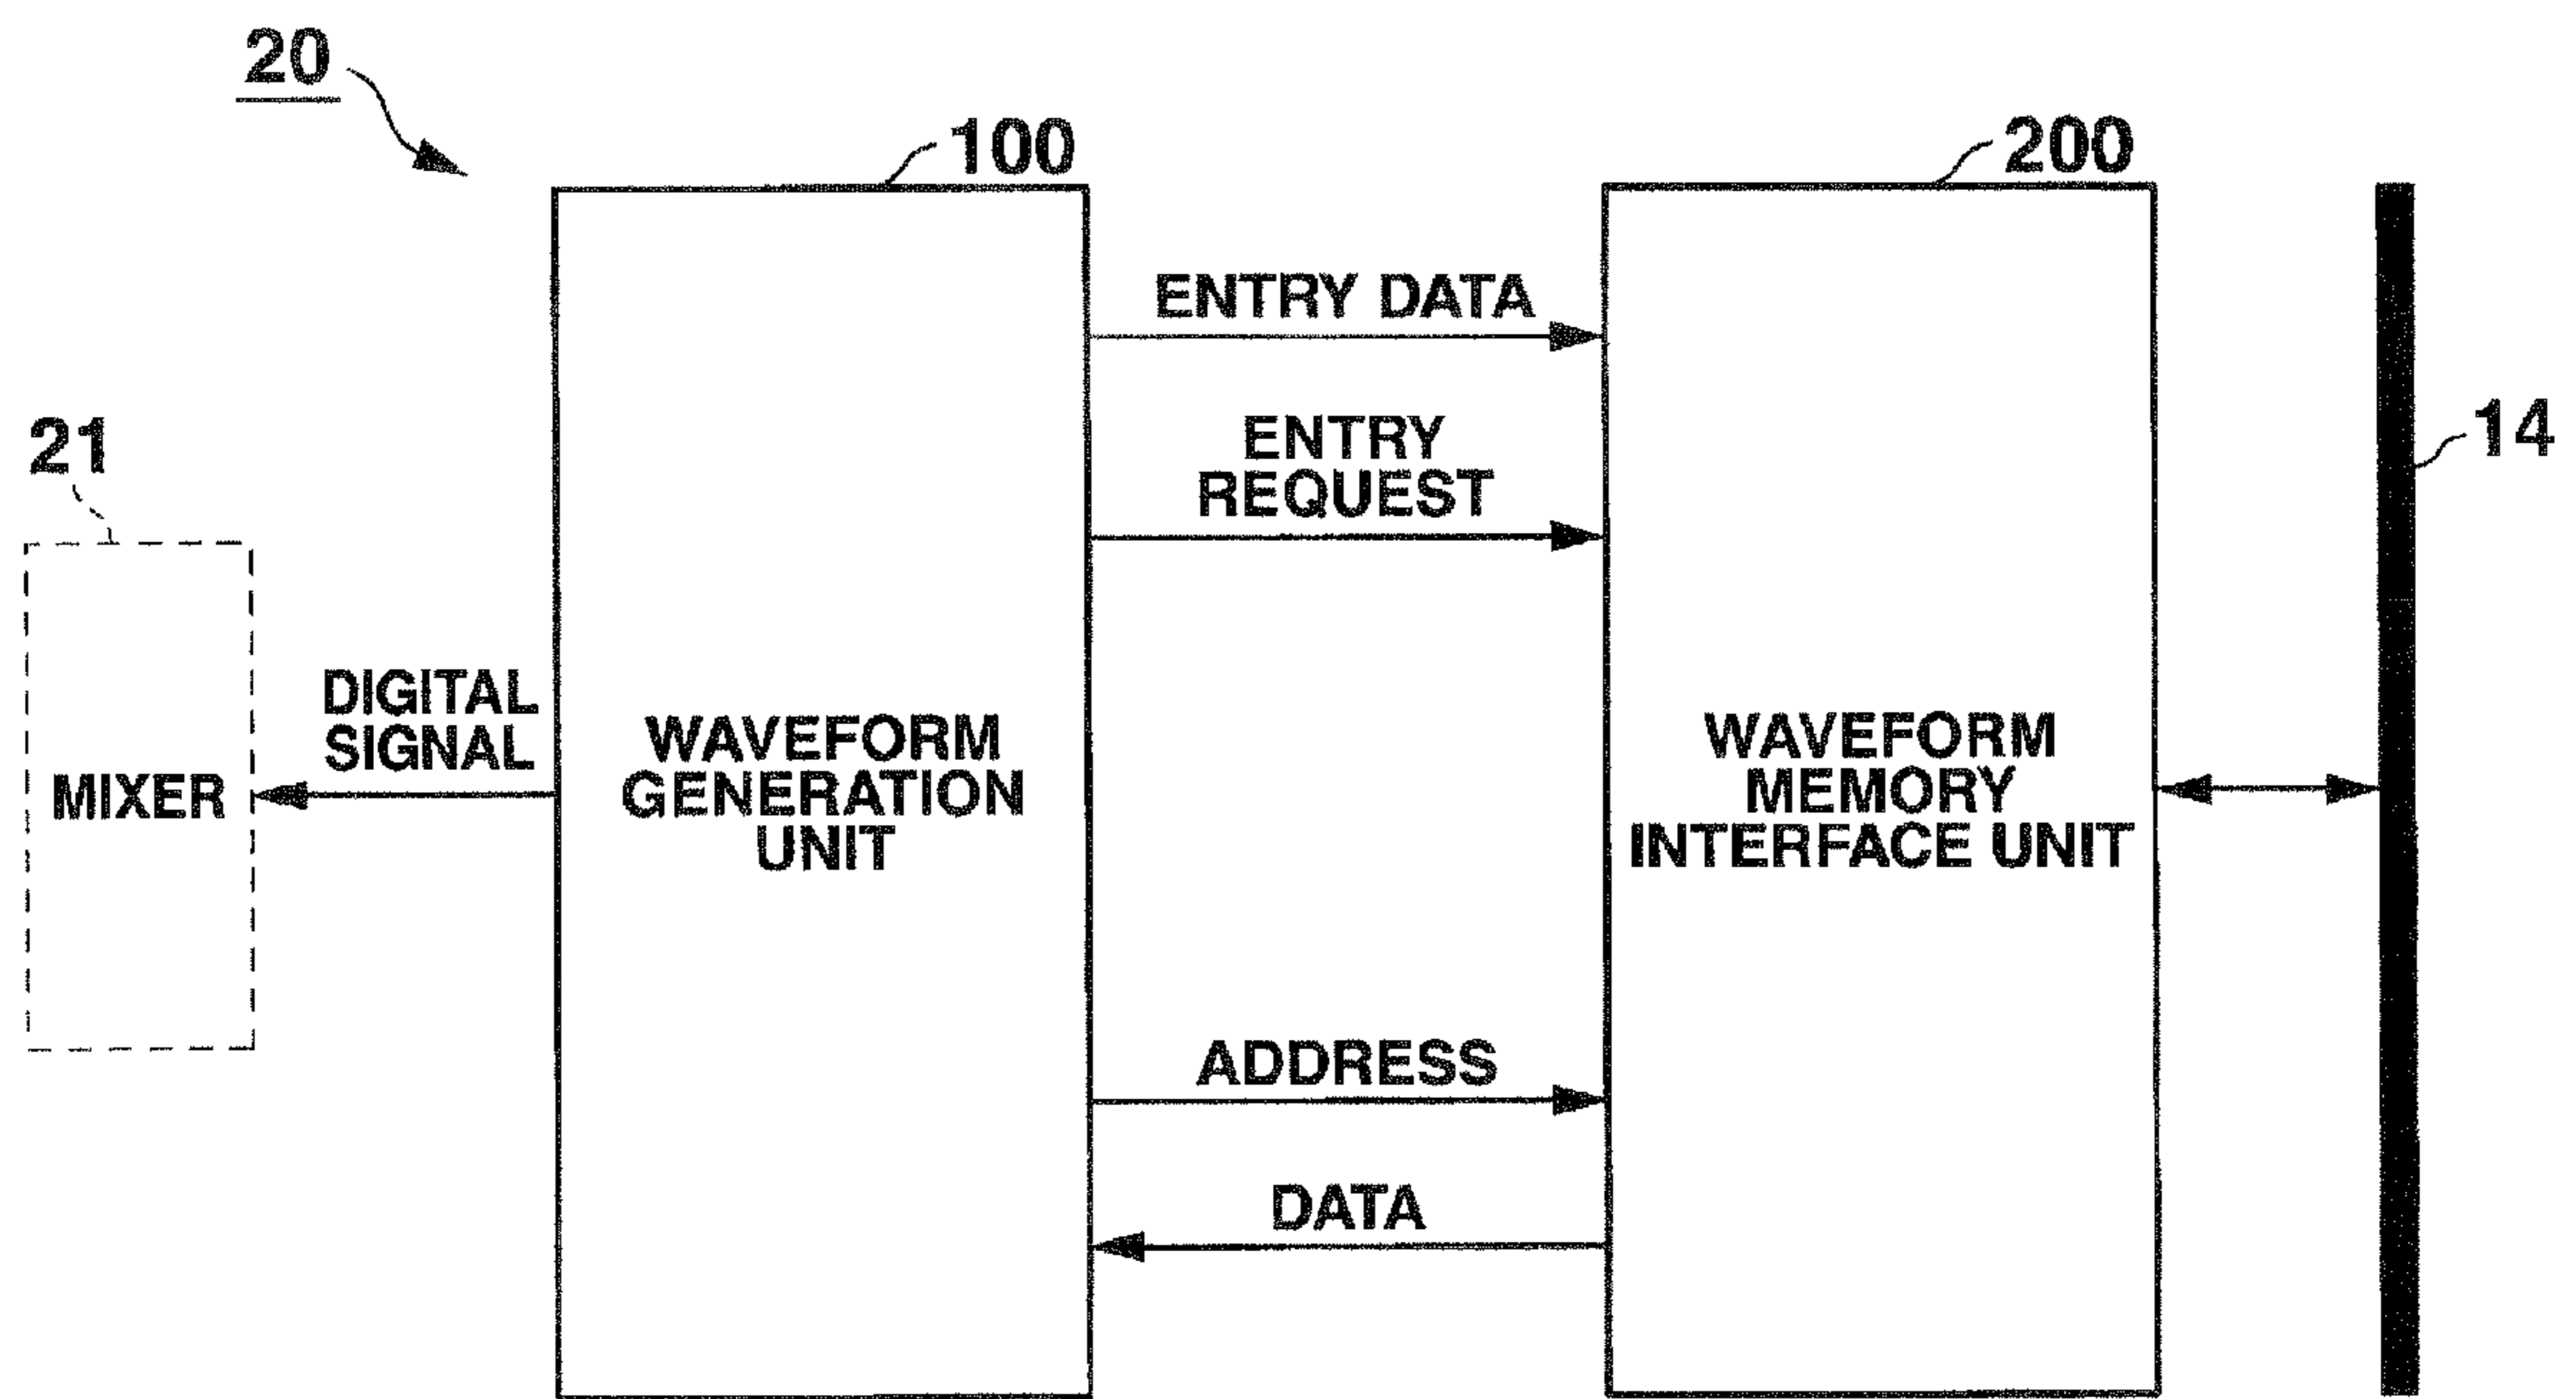 20
100
200
ENTRY DATA
ENTRY
REQUEST
14
21
DIGITAL
SIGNAL
MIXER
WAVEFORM
GENERATION
UNIT
WAVEFORM
MEMORY
INTERFACE UNIT
ADDRESS
DATA